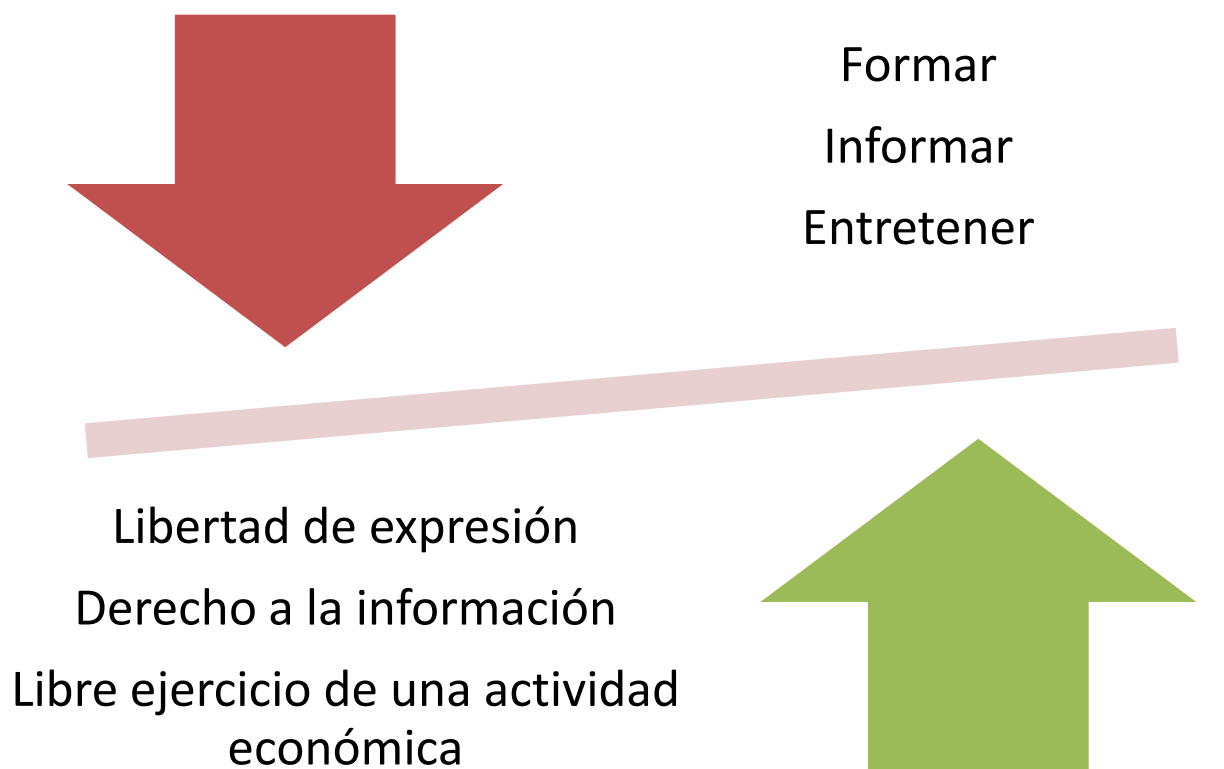 Formar
Informar
Entretener
Libertad de expresión
Derecho a la información
Libre ejercicio de una actividad
económica